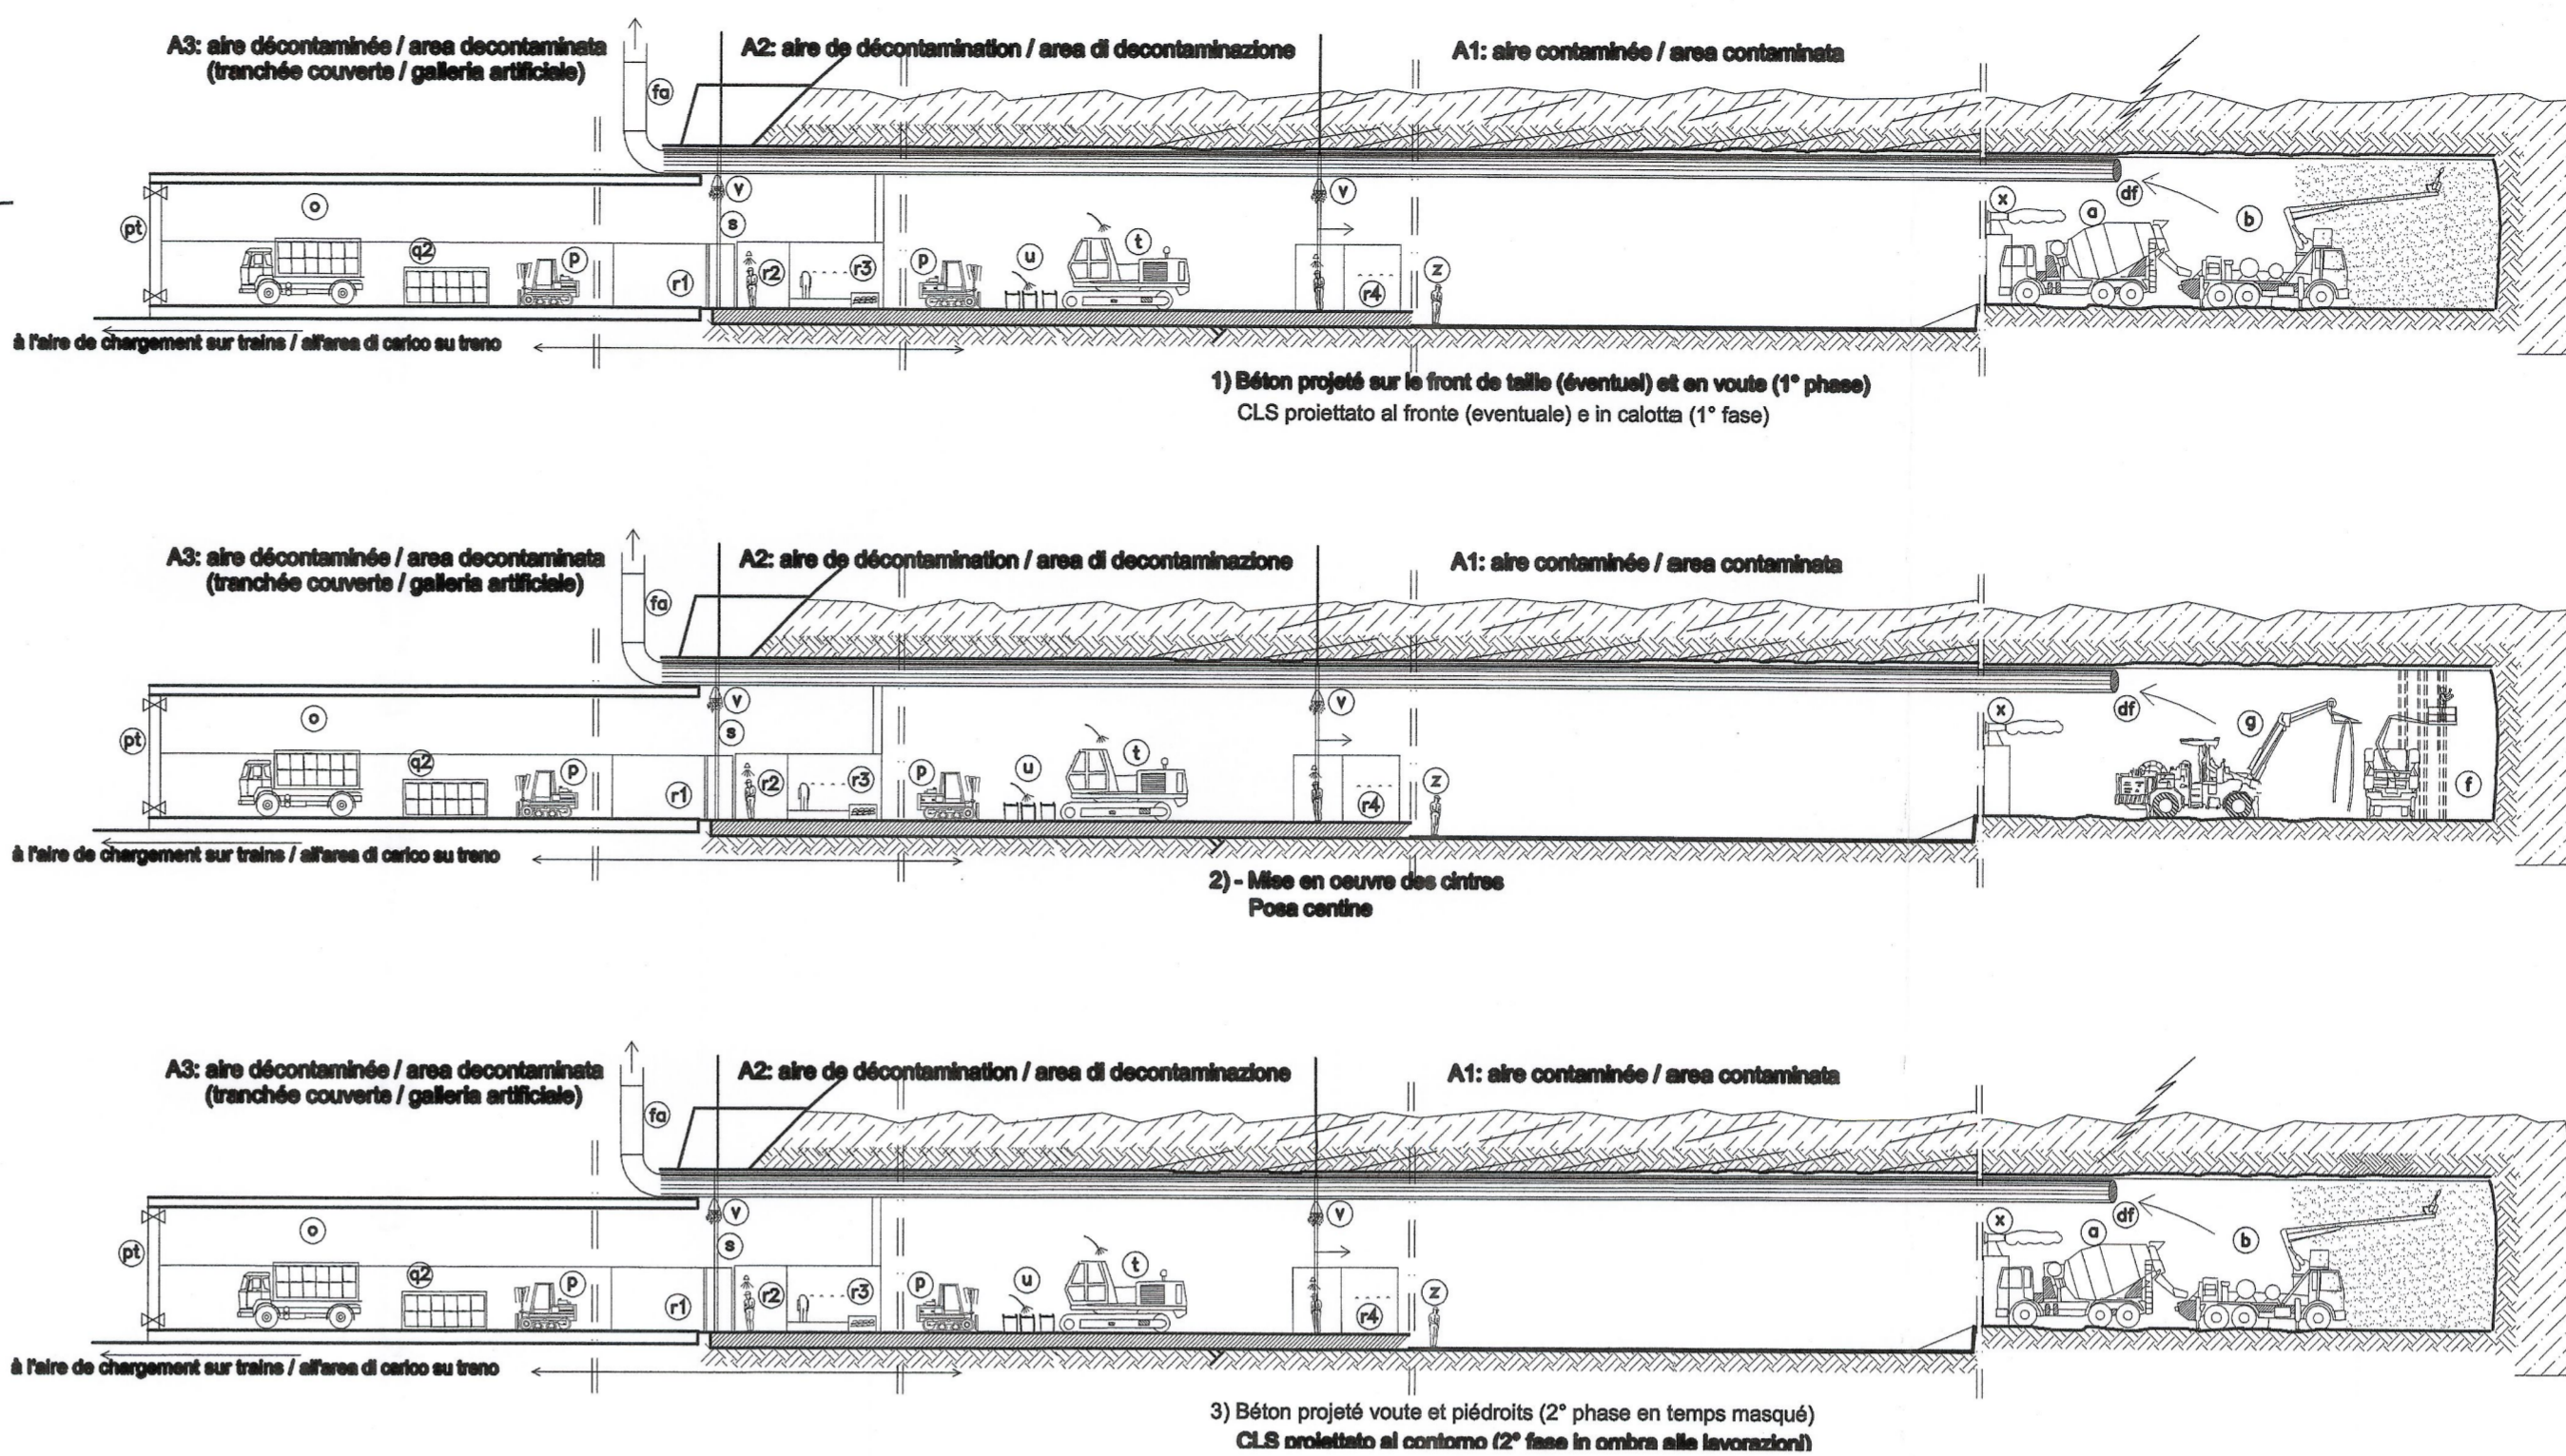 A3: aire décontaminée / area decontaminata
(tranchée couverte / galleria artificiale)
A2: aire de décontamination / area di decontaminazione
A1: aire contaminée / area contaminata
fa
v
v
o
s
x
df
a
b
pt
q2
p
r1
r2
r3
p
u
t
r4
z
à l'aire de chargement sur trains / all'area di carico su treno
1) Béton projeté sur le front de taille (éventuel) et en voute (1° phase)
CLS proiettato al fronte (eventuale) e in calotta (1° fase)
A3: aire décontaminée / area decontaminata
(tranchée couverte / galleria artificiale)
A2: aire de décontamination / area di decontaminazione
A1: aire contaminée / area contaminata
fa
v
v
o
s
x
df
g
pt
q2
p
r1
r2
r3
p
u
t
r4
z
f
à l'aire de chargement sur trains / all'area di carico su treno
2) - Mise en oeuvre des cintres
Posa centine
A3: aire décontaminée / area decontaminata
(tranchée couverte / galleria artificiale)
A2: aire de décontamination / area di decontaminazione
A1: aire contaminée / area contaminata
fa
v
v
o
s
x
df
a
b
pt
q2
p
r1
r2
r3
p
u
t
r4
z
à l'aire de chargement sur trains / all'area di carico su treno
3) Béton projeté voute et piédroits (2° phase en temps masqué)
CLS proiettato al contorno (2° fase in ombra alle lavorazioni)